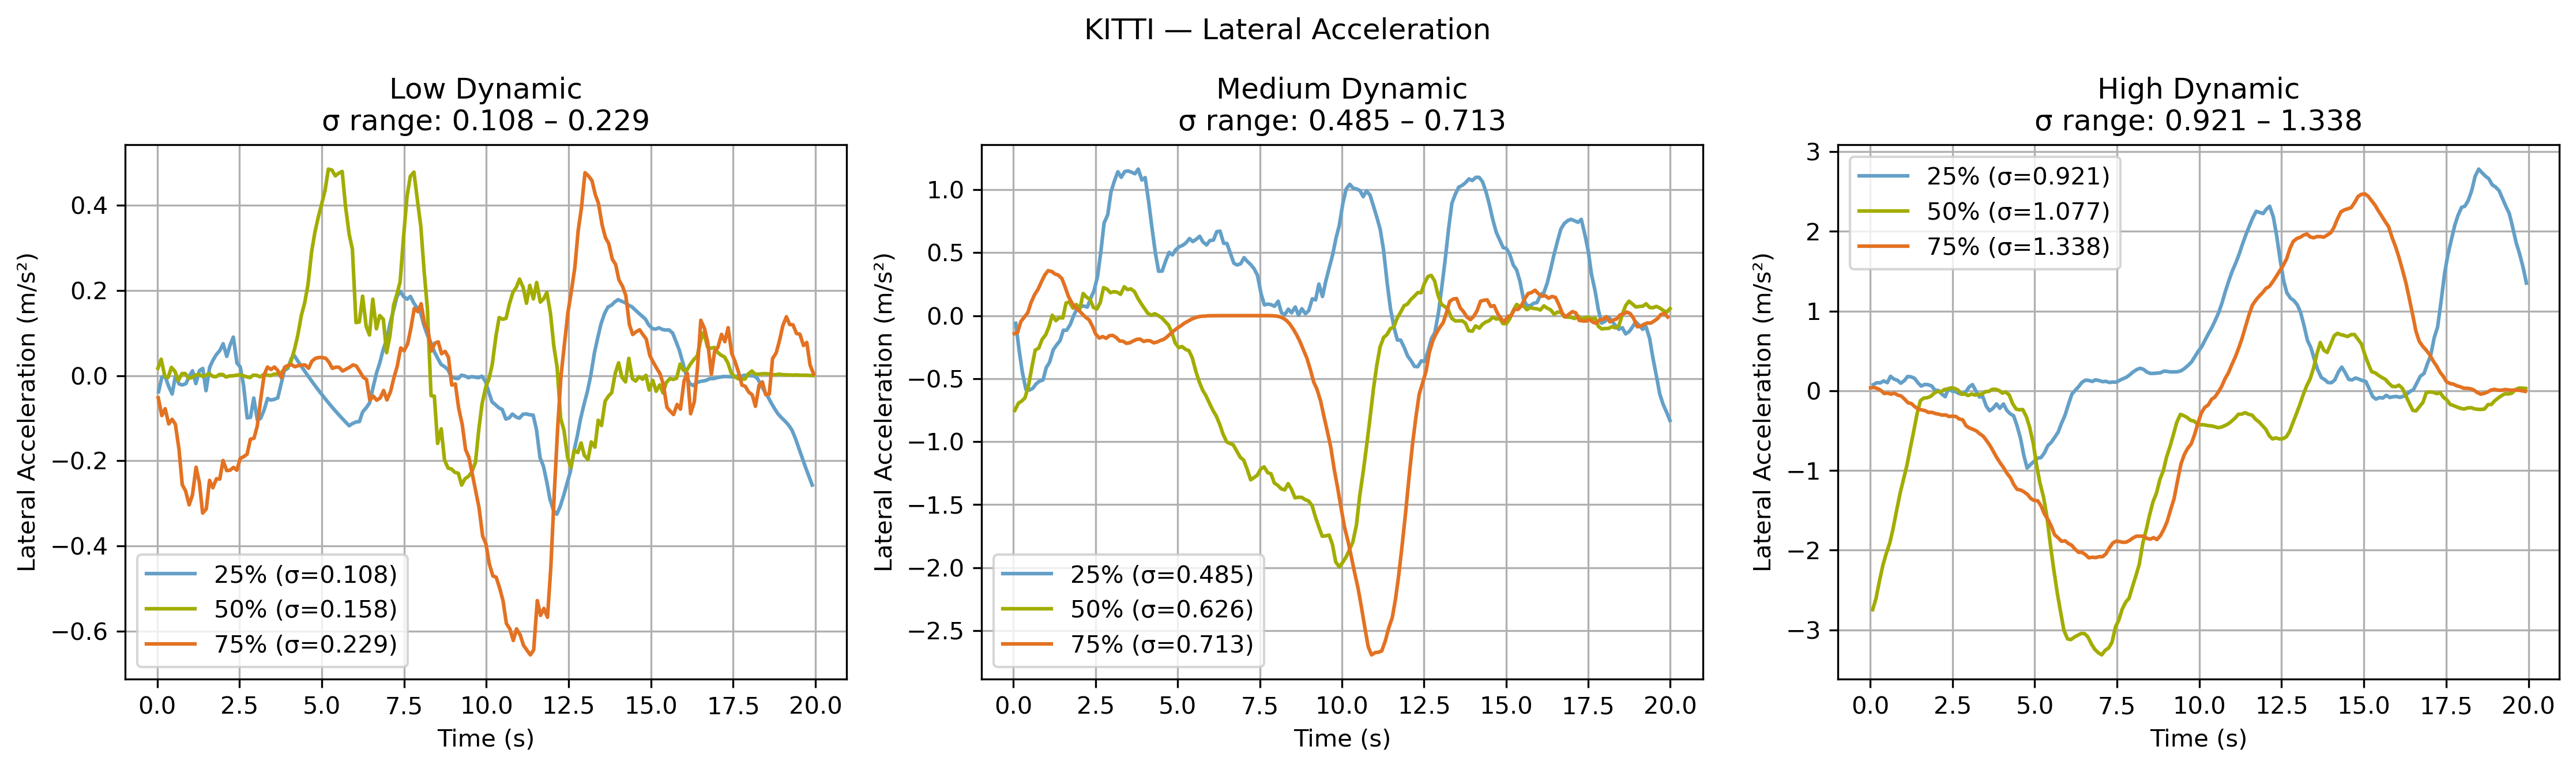 KITTI — Lateral Acceleration
Low Dynamic
σ range: 0.108 – 0.229
Lateral Acceleration (m/s²)
0.4
0.2
0.0
−0.2
−0.4
−0.6
25% (σ=0.108)
50% (σ=0.158)
75% (σ=0.229)
0.0 2.5 5.0 7.5 10.0 12.5 15.0 17.5 20.0
Time (s)
Medium Dynamic
σ range: 0.485 – 0.713
Lateral Acceleration (m/s²)
1.0
0.5
0.0
−0.5
−1.0
−1.5
−2.0
−2.5
25% (σ=0.485)
50% (σ=0.626)
75% (σ=0.713)
0.0 2.5 5.0 7.5 10.0 12.5 15.0 17.5 20.0
Time (s)
High Dynamic
σ range: 0.921 – 1.338
Lateral Acceleration (m/s²)
3
2
1
0
−1
−2
−3
25% (σ=0.921)
50% (σ=1.077)
75% (σ=1.338)
0.0 2.5 5.0 7.5 10.0 12.5 15.0 17.5 20.0
Time (s)